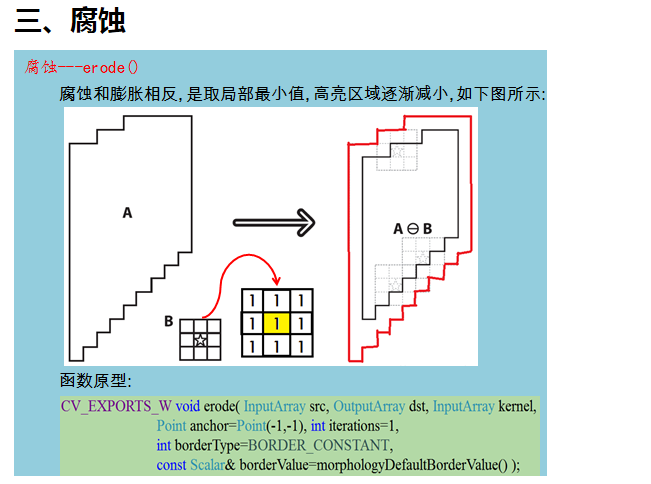 三、腐蚀
腐蚀---erode()
腐蚀和膨胀相反,是取局部最小值,高亮区域逐渐减小,如下图所示:
A
A ⊖ B
B
1 1 1
1 1 1
1 1 1
函数原型:
CV_EXPORTS_W void erode( InputArray src, OutputArray dst, InputArray kernel,
Point anchor=Point(-1,-1), int iterations=1,
int borderType=BORDER_CONSTANT,
const Scalar& borderValue=morphologyDefaultBorderValue() );